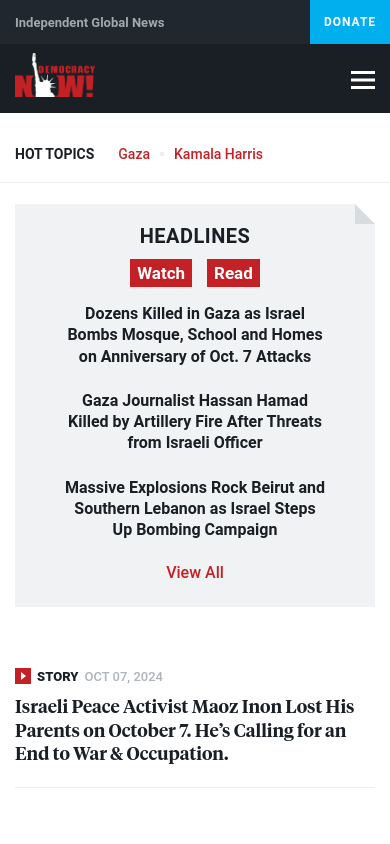 Independent Global News
DONATE
DEMOCRACY
NOW!
HOT TOPICS
Gaza
Kamala Harris
HEADLINES
Watch
Read
Dozens Killed in Gaza as Israel
Bombs Mosque, School and Homes
on Anniversary of Oct. 7 Attacks
Gaza Journalist Hassan Hamad
Killed by Artillery Fire After Threats
from Israeli Officer
Massive Explosions Rock Beirut and
Southern Lebanon as Israel Steps
Up Bombing Campaign
View All
STORY OCT 07, 2024
Israeli Peace Activist Maoz Inon Lost His
Parents on October 7. He’s Calling for an
End to War & Occupation.